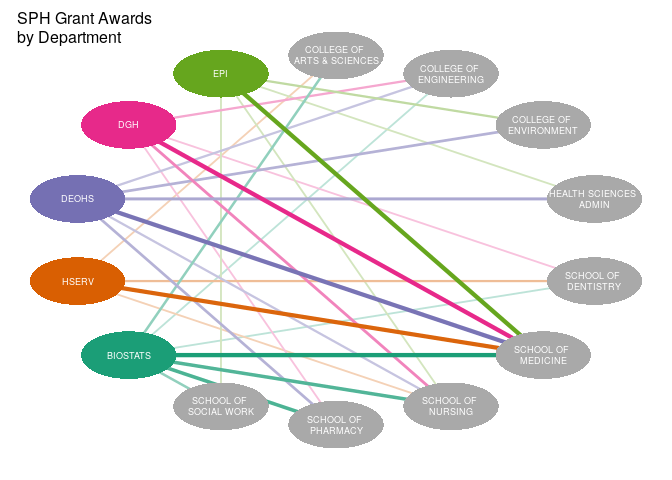 SPH Grant Awards
by Department
COLLEGE OF
ARTS & SCIENCES
EPI
COLLEGE OF
ENGINEERING
DGH
COLLEGE OF
ENVIRONMENT
DEOHS
HEALTH SCIENCES
ADMIN
HSERV
SCHOOL OF
DENTISTRY
BIOSTATS
SCHOOL OF
MEDICINE
SCHOOL OF
SOCIAL WORK
SCHOOL OF
NURSING
SCHOOL OF
PHARMACY